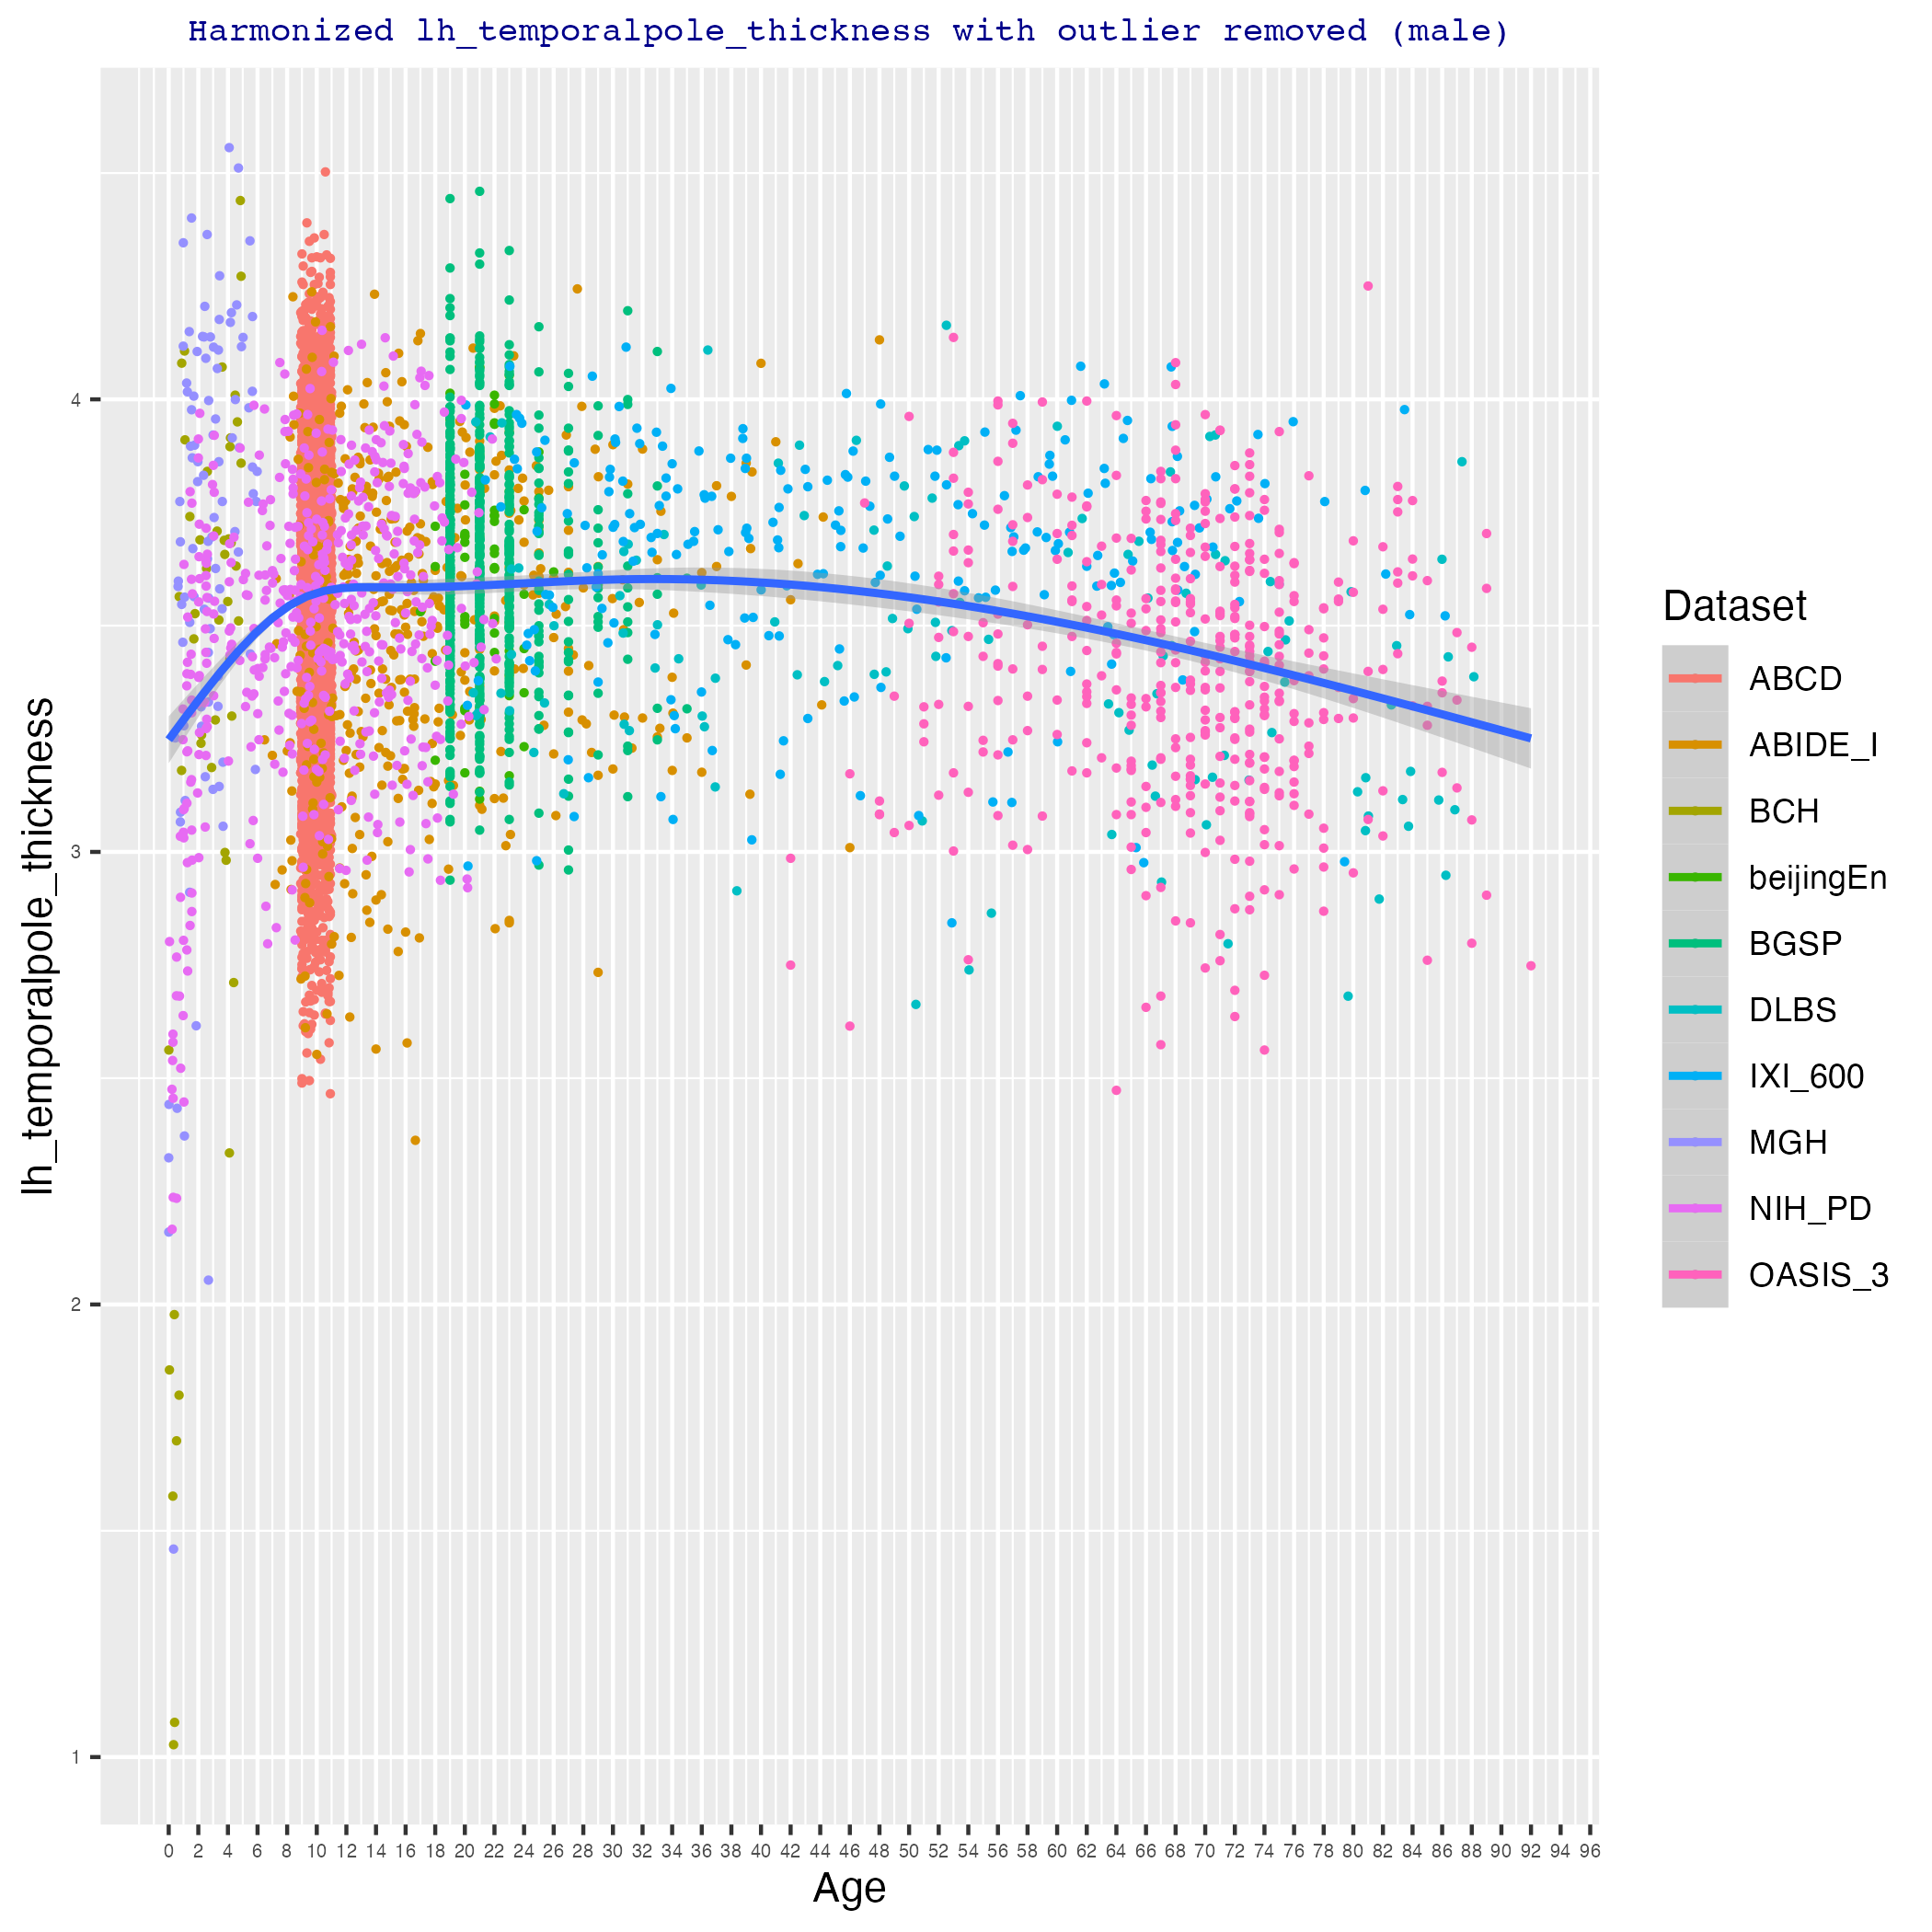 Harmonized lh_temporalpole_thickness with outlier removed (male)
lh_temporalpole_thickness
4
3
2
1
0 2 4 6 8 10 12 14 16 18 20 22 24 26 28 30 32 34 36 38 40 42 44 46 48 50 52 54 56 58 60 62 64 66 68 70 72 74 76 78 80 82 84 86 88 90 92 94 96
Age
Dataset
ABCD
ABIDE_I
BCH
beijingEn
BGSP
DLBS
IXI_600
MGH
NIH_PD
OASIS_3